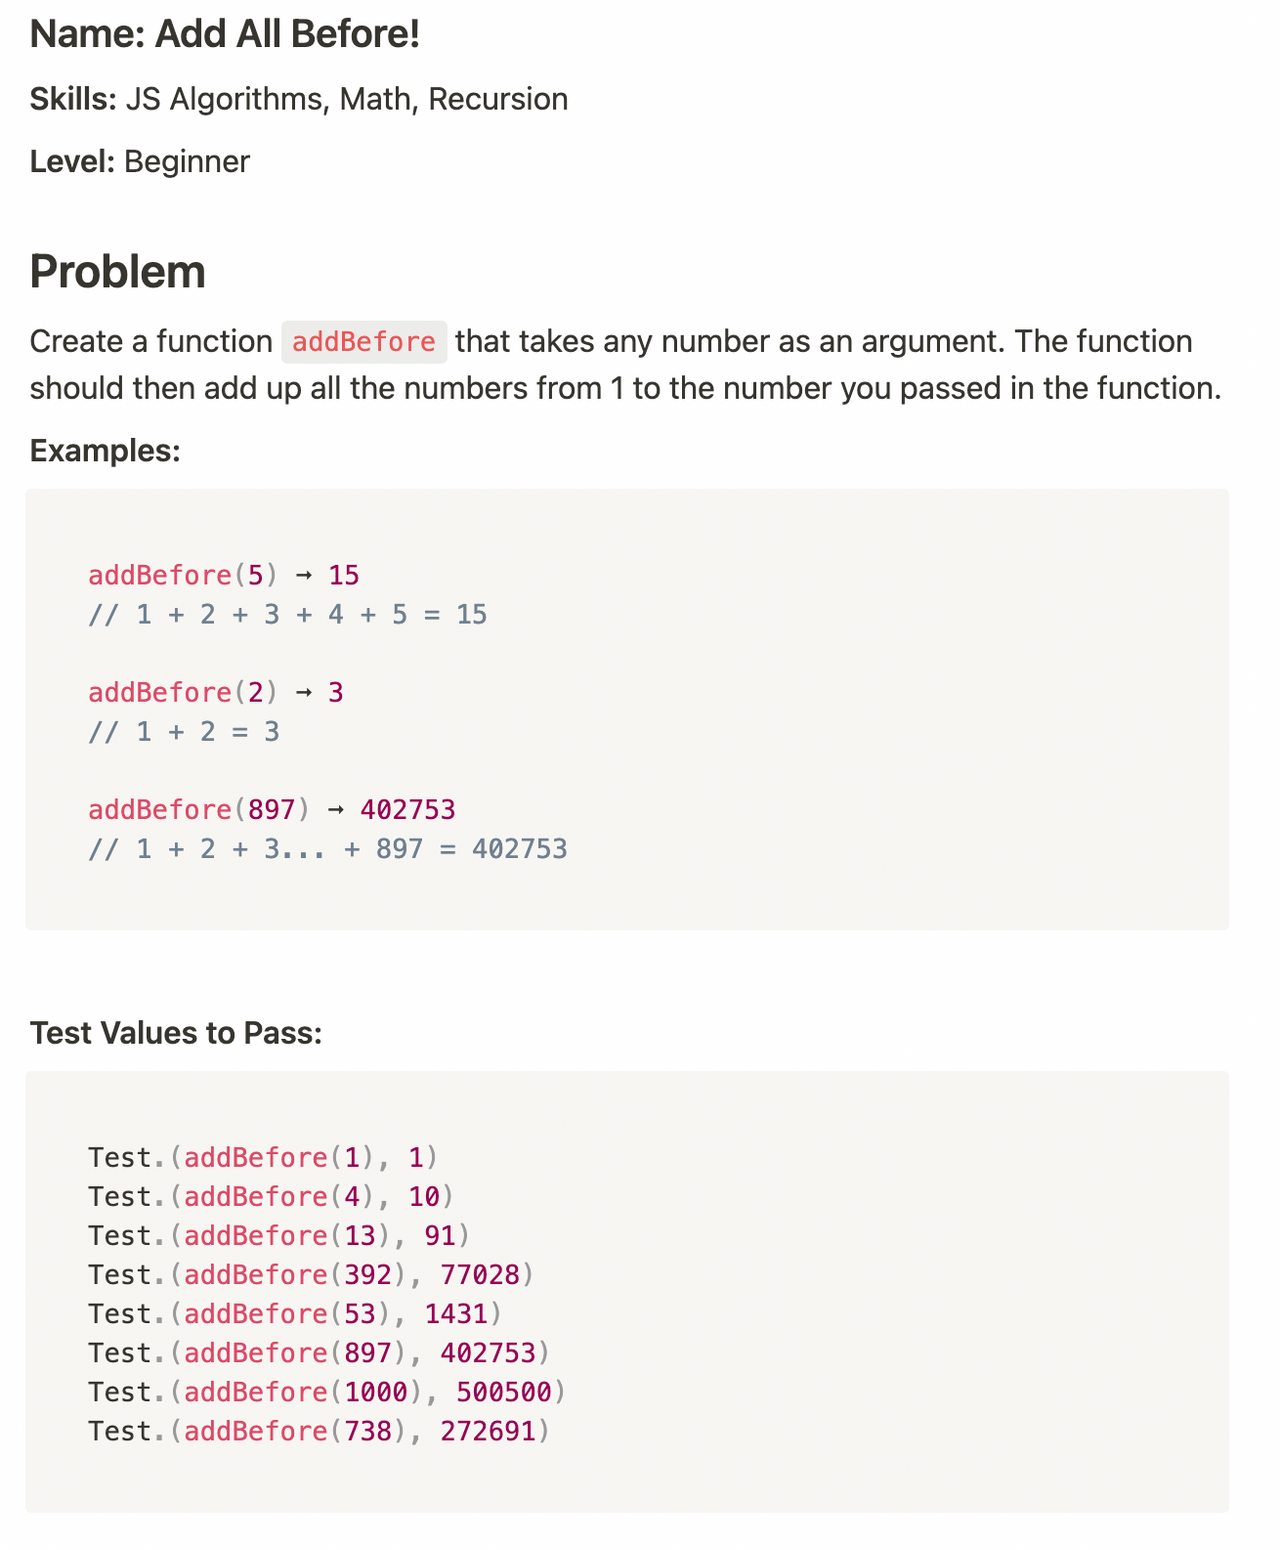 Name: Add All Before!
Skills: JS Algorithms, Math, Recursion
Level: Beginner
Problem
Create a function addBefore that takes any number as an argument. The function
should then add up all the numbers from 1 to the number you passed in the function.
Examples:
addBefore(5) → 15
// 1 + 2 + 3 + 4 + 5 = 15
addBefore(2) → 3
// 1 + 2 = 3
addBefore(897) → 402753
// 1 + 2 + 3... + 897 = 402753
Test Values to Pass:
Test.(addBefore(1), 1)
Test.(addBefore(4), 10)
Test.(addBefore(13), 91)
Test.(addBefore(392), 77028)
Test.(addBefore(53), 1431)
Test.(addBefore(897), 402753)
Test.(addBefore(1000), 500500)
Test.(addBefore(738), 272691)